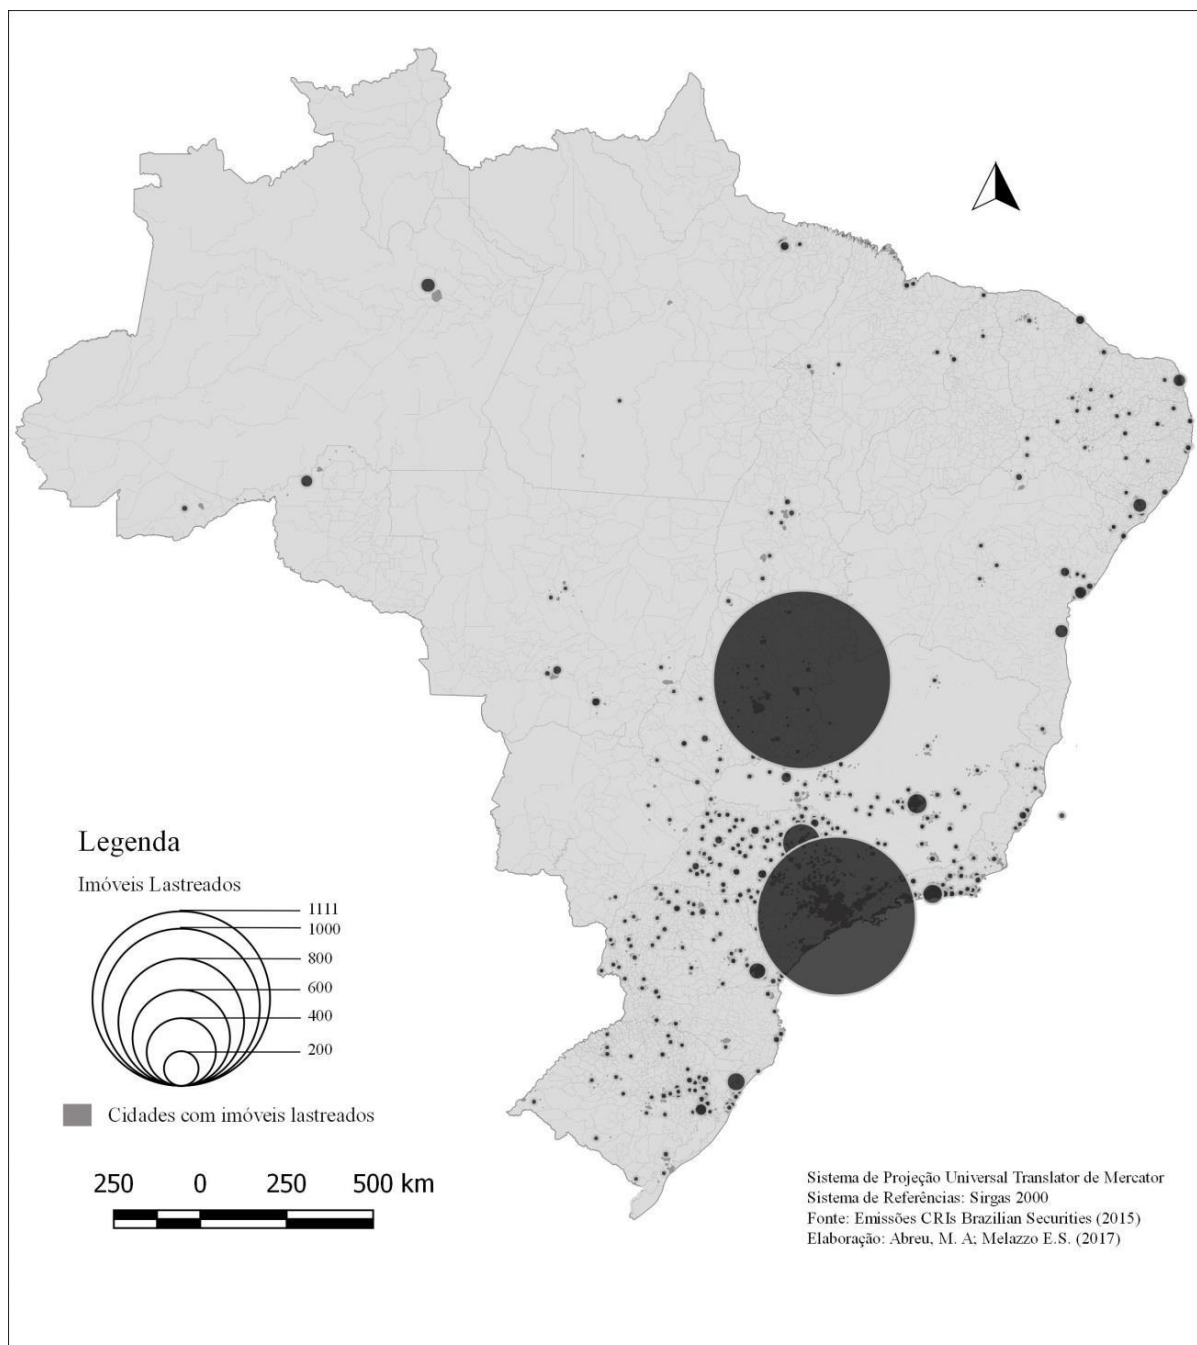 Legenda
Imóveis Lastreados
1111
1000
800
600
400
200
Cidades com imóveis lastreados
250 0 250 500 km
Sistema de Projeção Universal Translator de Mercator
Sistema de Referências: Sirgas 2000
Fonte: Emissões CRIs Brazilian Securities (2015)
Elaboração: Abreu, M. A; Melazzo E.S. (2017)